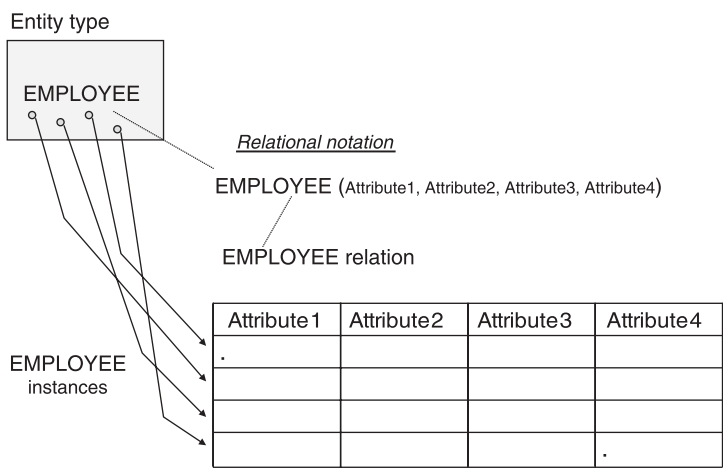 Entity type
EMPLOYEE
Relational notation
EMPLOYEE (Attribute1, Attribute2, Attribute3, Attribute4)
EMPLOYEE relation
Attribute1 Attribute2 Attribute3 Attribute4
.
EMPLOYEE
instances
.